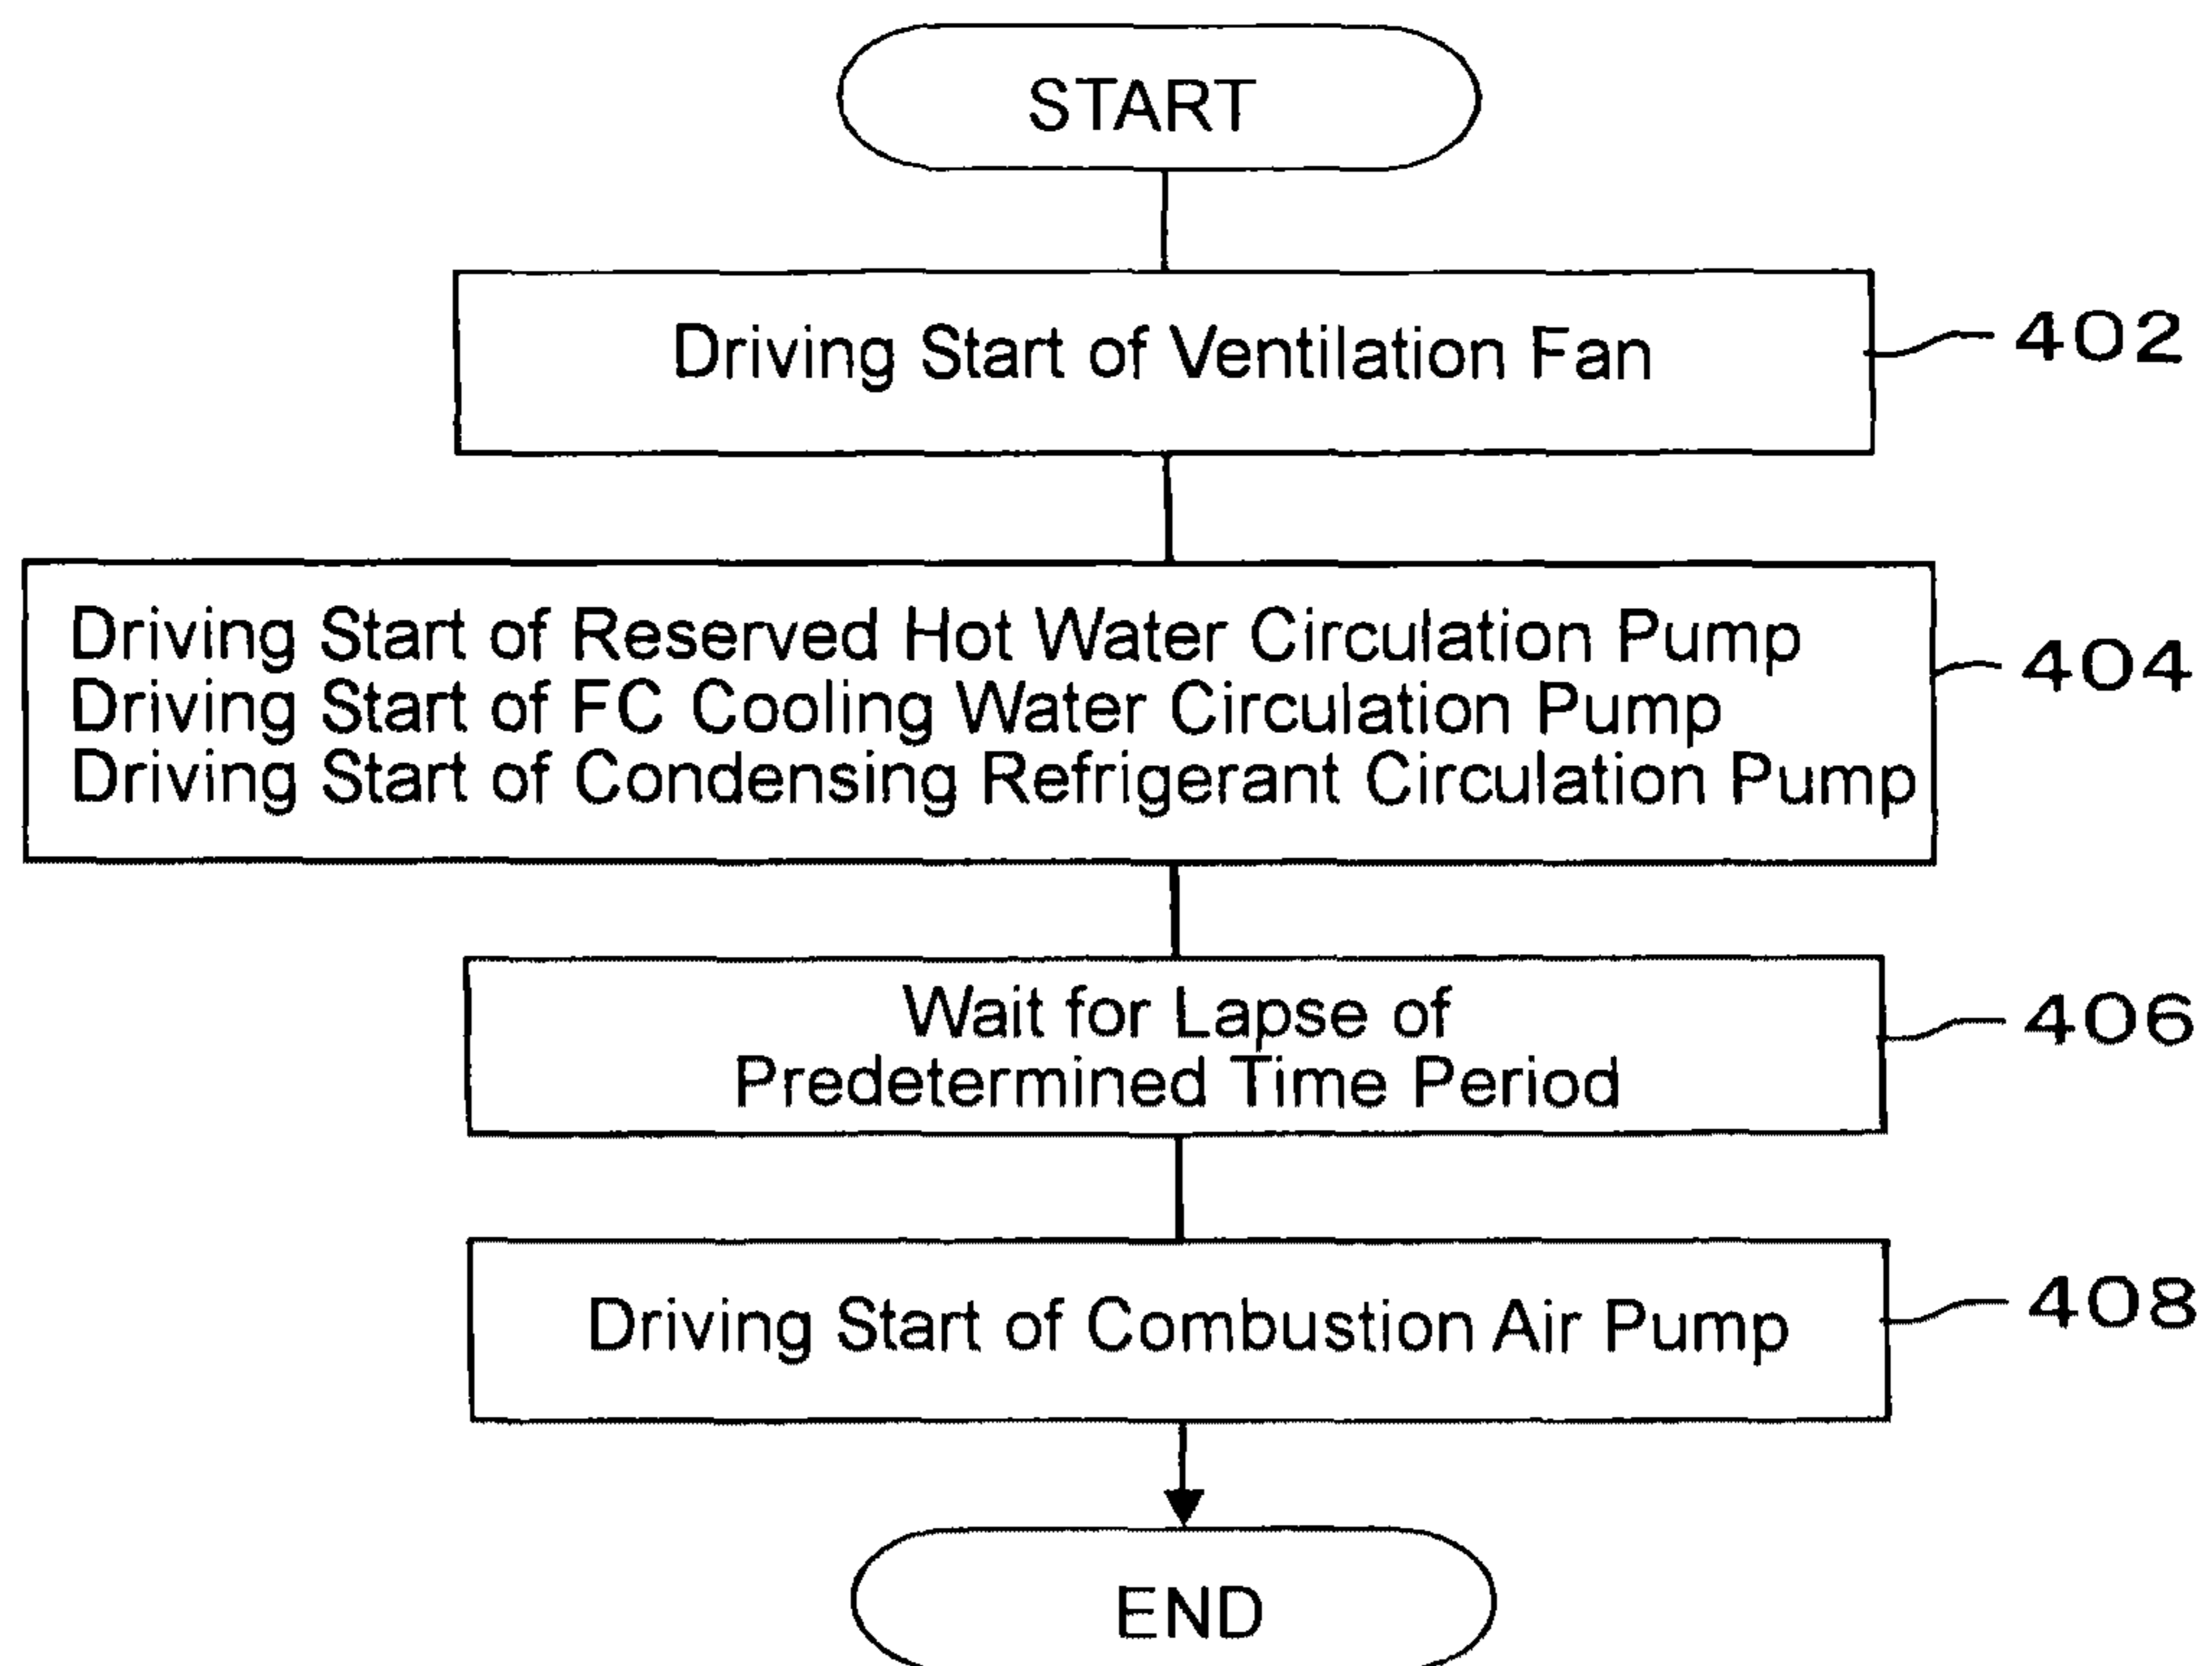 START
Driving Start of Ventilation Fan
402
Driving Start of Reserved Hot Water Circulation Pump
Driving Start of FC Cooling Water Circulation Pump
Driving Start of Condensing Refrigerant Circulation Pump
404
Wait for Lapse of
Predetermined Time Period
406
Driving Start of Combustion Air Pump
408
END